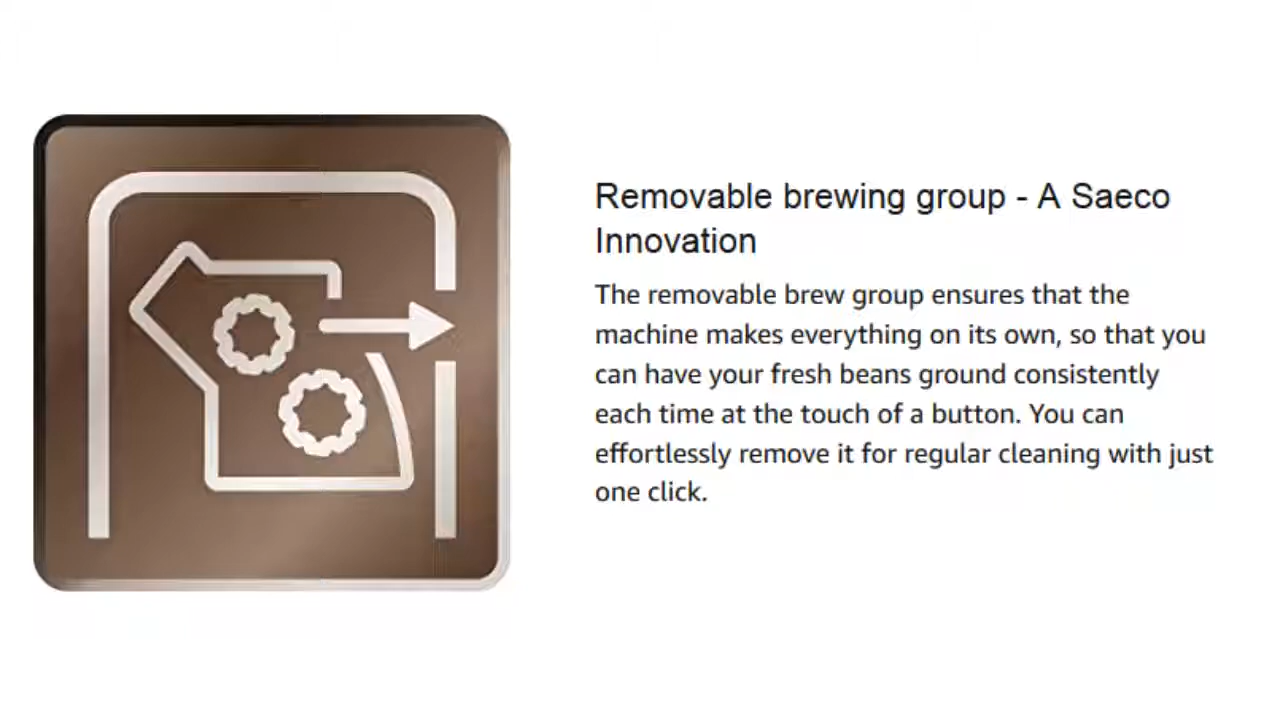 Removable brewing group - A Saeco
Innovation
The removable brew group ensures that the
machine makes everything on its own, so that you
can have your fresh beans ground consistently
each time at the touch of a button. You can
effortlessly remove it for regular cleaning with just
one click.